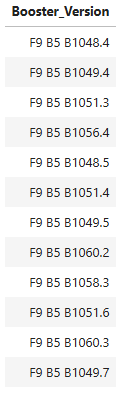 Booster_Version
F9 B5 B1048.4
F9 B5 B1049.4
F9 B5 B1051.3
F9 B5 B1056.4
F9 B5 B1048.5
F9 B5 B1051.4
F9 B5 B1049.5
F9 B5 B1060.2
F9 B5 B1058.3
F9 B5 B1051.6
F9 B5 B1060.3
F9 B5 B1049.7